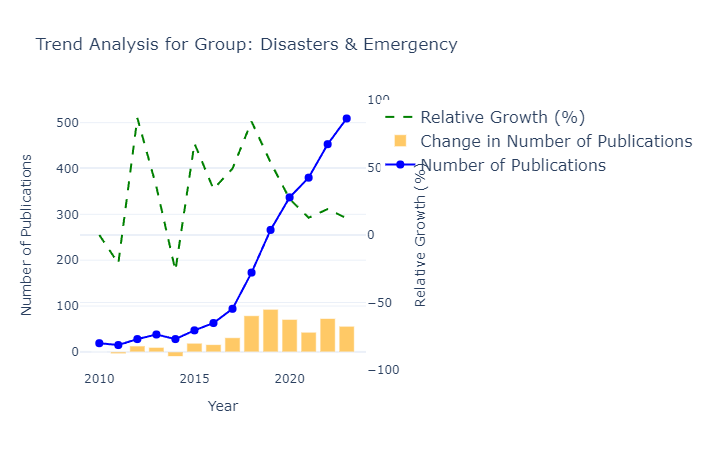 Trend Analysis for Group: Disasters & Emergency
Number of Publications
500
400
300
200
100
0
2010
2015
2020
Year
100
50
0
−50
−100
Relative Growth (%)
Relative Growth (%)
Change in Number of Publications
Number of Publications